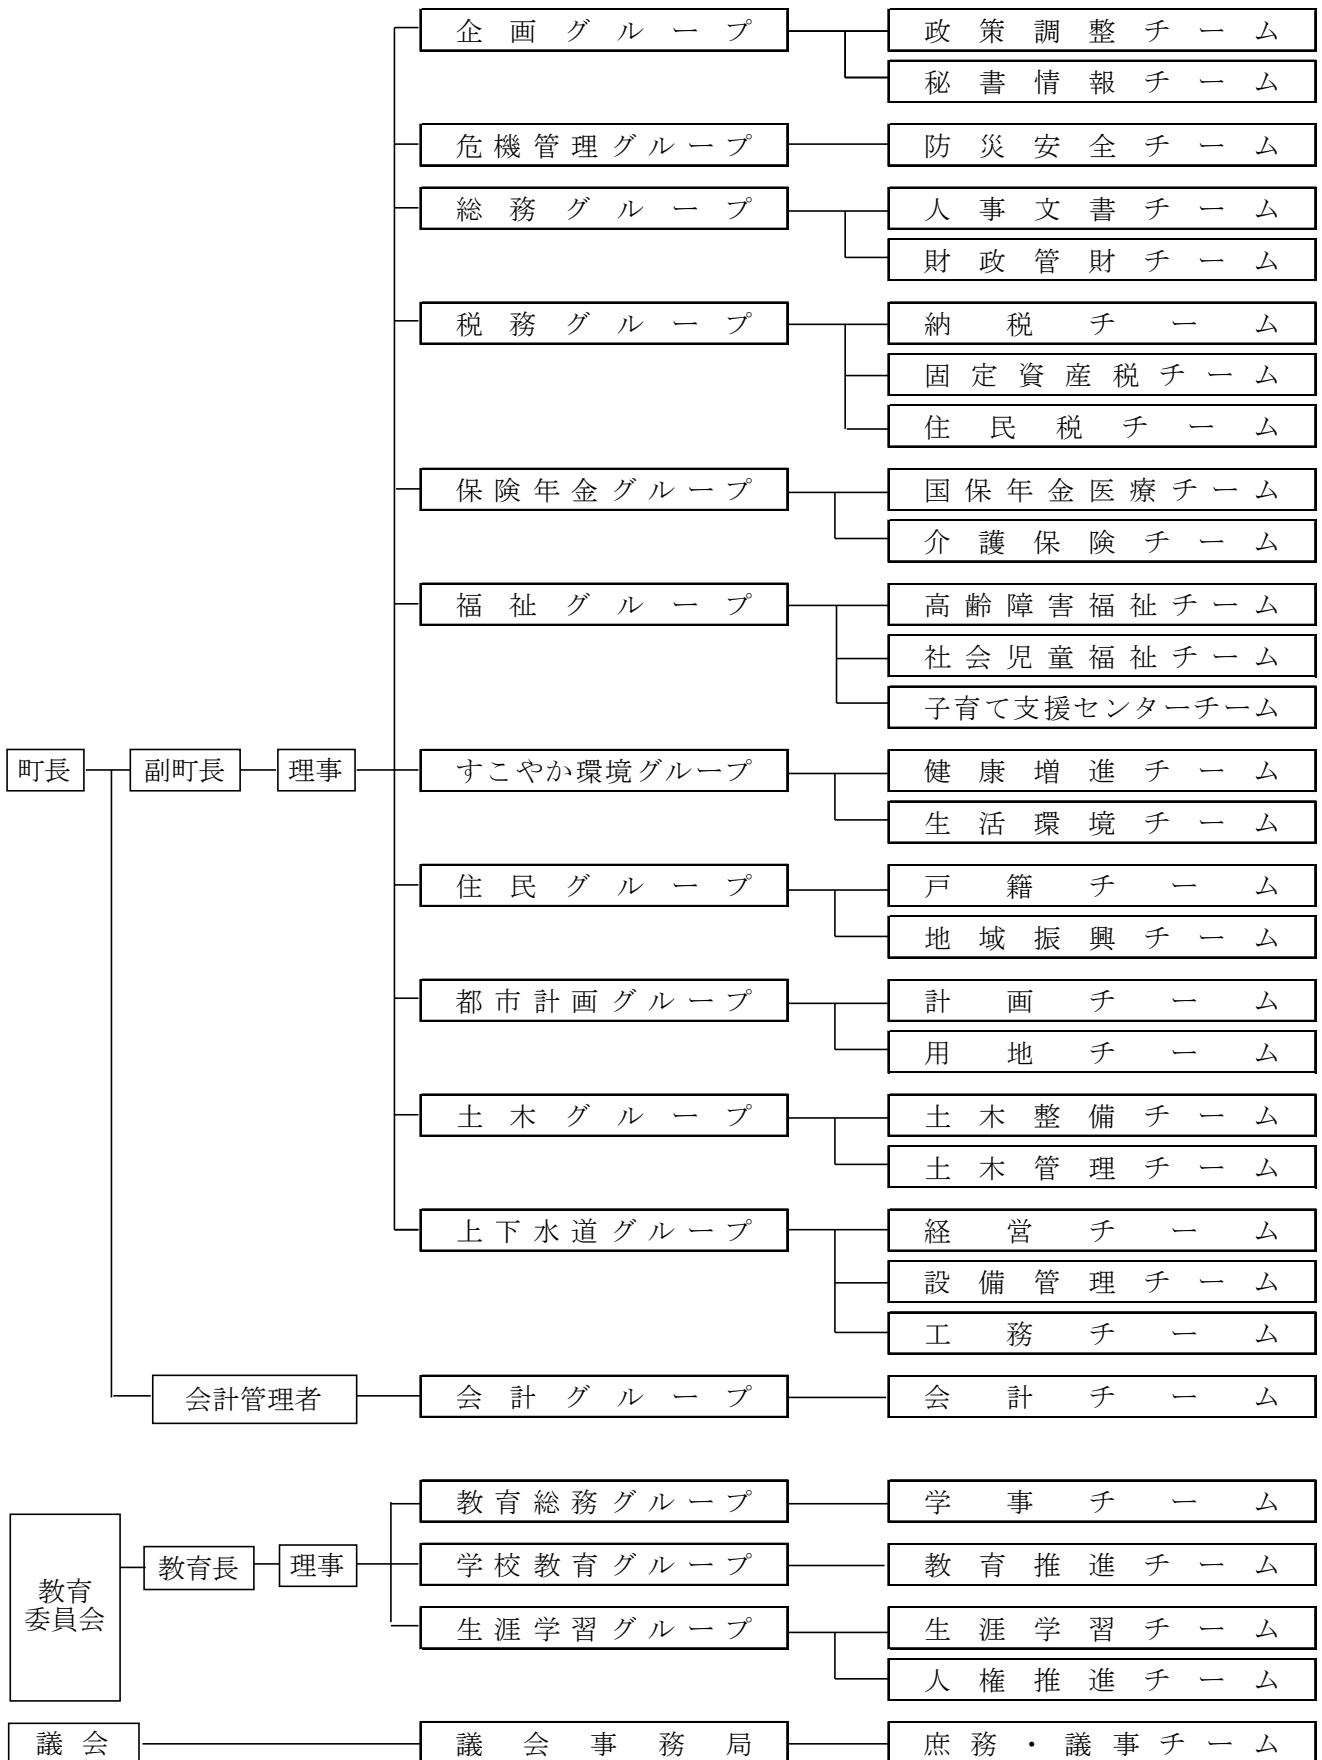 企画グループ
政策調整チーム
秘書情報チーム
危機管理グループ
防災安全チーム
総務グループ
人事文書チーム
財政管財チーム
税務グループ
納税チーム
固定資産税チーム
住民税チーム
保険年金グループ
国保年金医療チーム
介護保険チーム
福祉グループ
高齢障害福祉チーム
社会児童福祉チーム
子育て支援センターチーム
町長
副町長
理事
すこやか環境グループ
健康増進チーム
生活環境チーム
住民グループ
戸籍チーム
地域振興チーム
都市計画グループ
計画チーム
用地チーム
土木グループ
土木整備チーム
土木管理チーム
上下水道グループ
経営チーム
設備管理チーム
工務チーム
会計管理者
会計グループ
会計チーム
教育総務グループ
学事チーム
教育
委員会
教育長
理事
学校教育グループ
教育推進チーム
生涯学習グループ
生涯学習チーム
人権推進チーム
議会
議会事務局
庶務・議事チーム